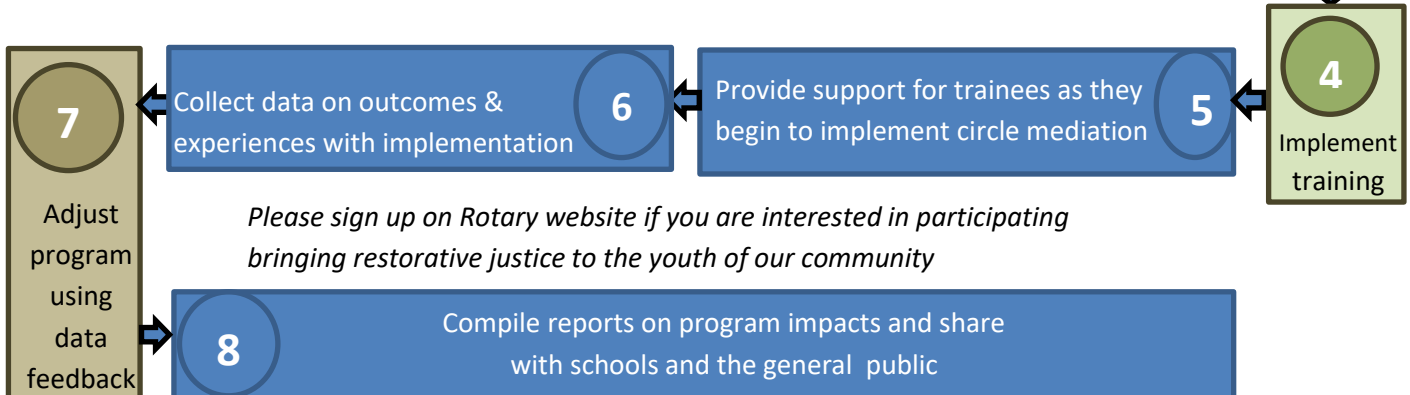 4
Implement
training
Provide support for trainees as they
begin to implement circle mediation
5
Collect data on outcomes &
experiences with implementation
6
7
Adjust
program
using
data
feedback
Please sign up on Rotary website if you are interested in participating
bringing restorative justice to the youth of our community
8
Compile reports on program impacts and share
with schools and the general public